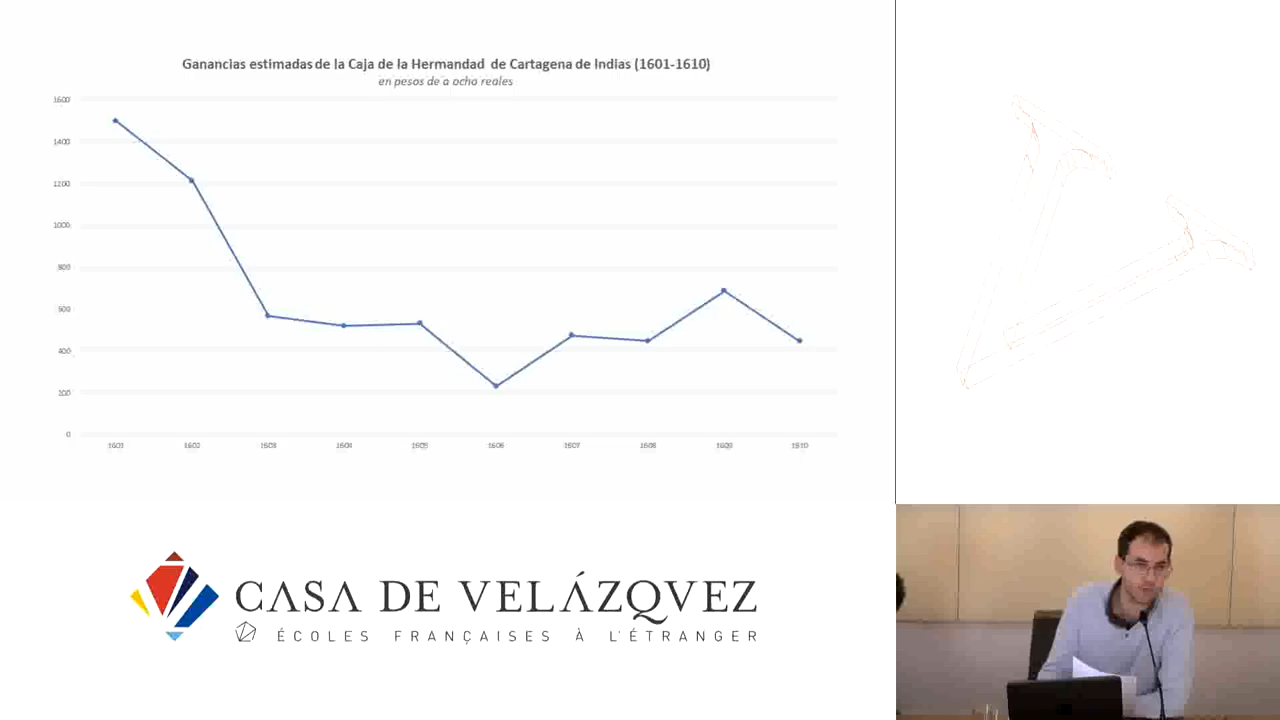 Ganancias estimadas de la Caja de la Hermandad de Cartagena de Indias (1601-1610)
en pesos de a ocho reales
1600
1400
1200
1000
800
600
400
200
0
1601 1602 1603 1604 1605 1606 1607 1608 1609 1610
CASA DE VELÁZQVEZ
ÉCOLES FRANÇAISES À L'ÉTRANGER